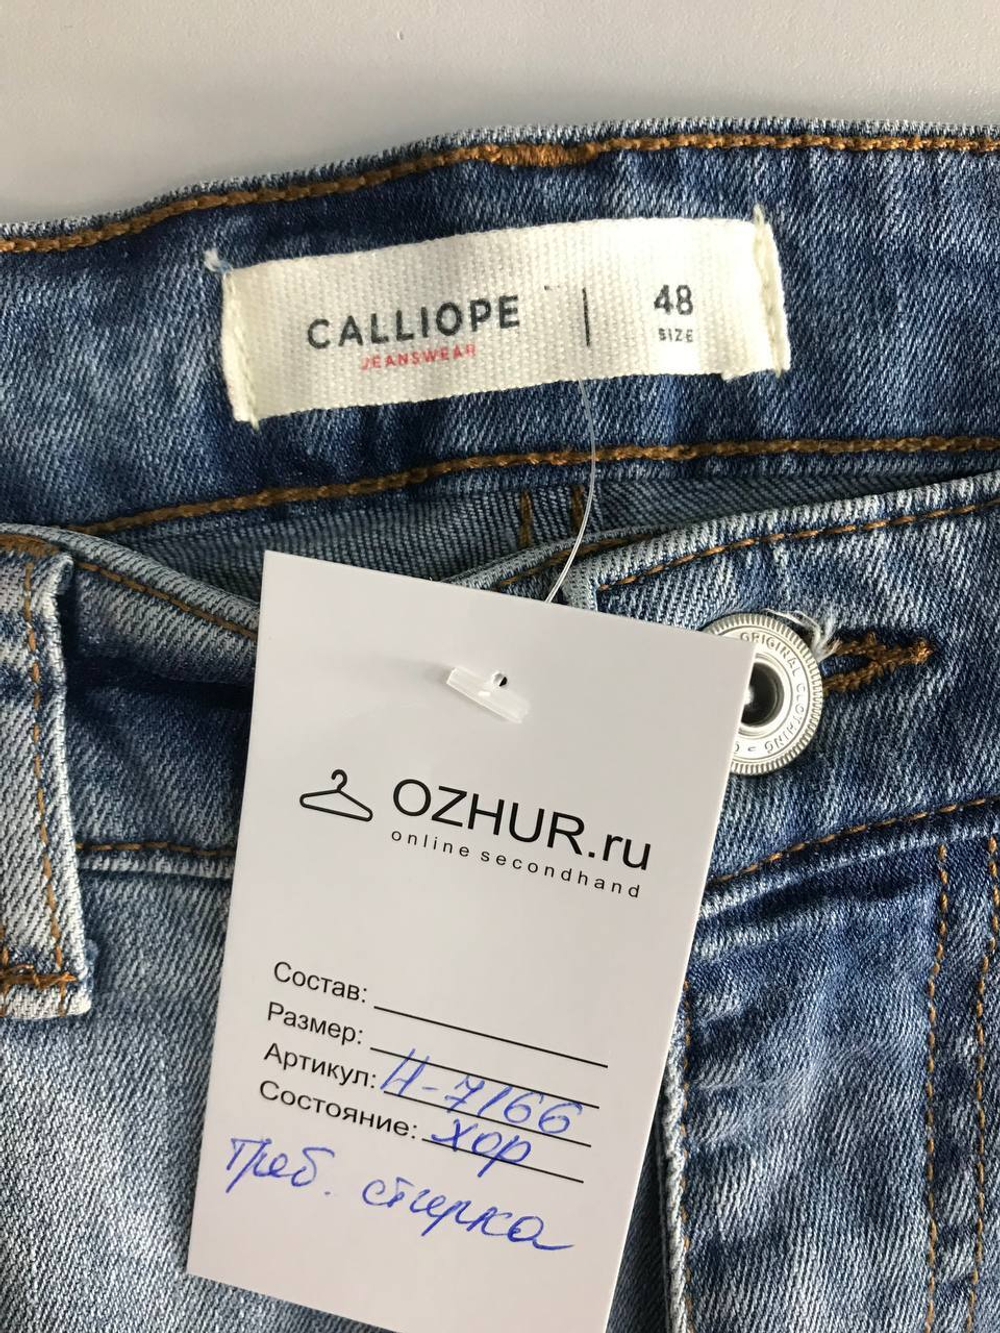 CALLIOPE | 48
JEANSWEAR SIZE
ORIGINAL CLOTHING
OZHUR.ru
online secondhand
Состав:
Размер:
Артикул: Н-7166
Состояние: хор
треб. стирка